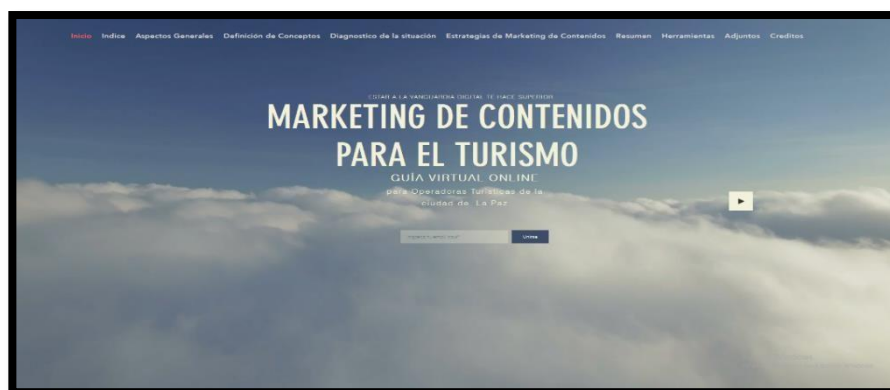 Inicio Indice Aspectos Generales Definición de Conceptos Diagnostico de la situación Estrategias de Marketing de Contenidos Resumen Herramientas Adjuntos Creditos
ESTAR A LA VANGUARDIA DIGITAL TE HACE SUPERIOR
MARKETING DE CONTENIDOS
PARA EL TURISMO
GUÍA VIRTUAL ONLINE
para Operadoras Turísticas de la
ciudad de La Paz